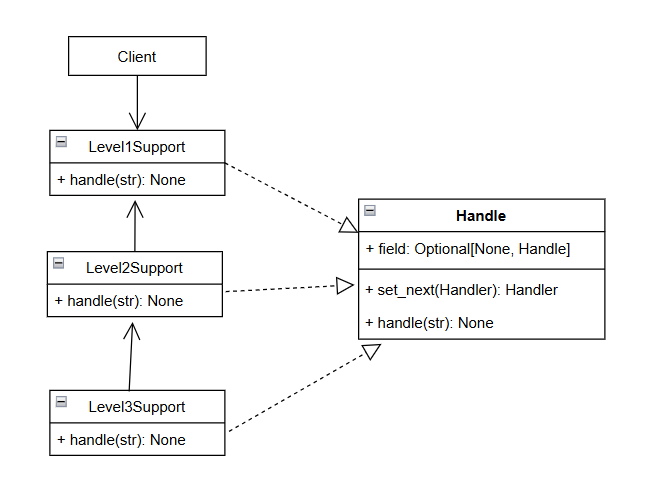 Client
Level1Support
+ handle(str): None
Level2Support
+ handle(str): None
Level3Support
+ handle(str): None
Handle
+ field: Optional[None, Handle]
+ set_next(Handler): Handler
+ handle(str): None